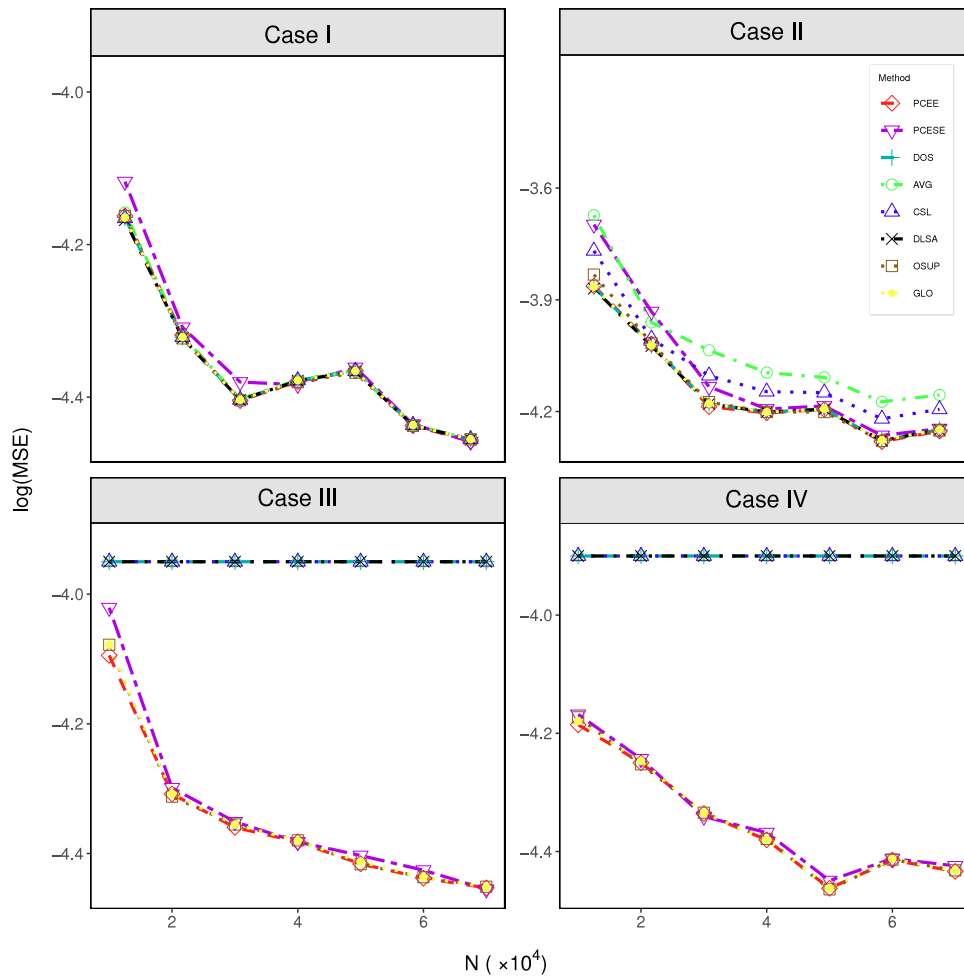 Case I
Case II
−4.0
−4.2
−4.4
−3.6
−3.9
−4.2
Method
PCEE
PCESE
DOS
AVG
CSL
DLSA
OSUP
GLO
log(MSE)
Case III
Case IV
−4.0
−4.2
−4.4
−4.0
−4.2
−4.4
2
4
6
2
4
6
N ( ×10⁴)